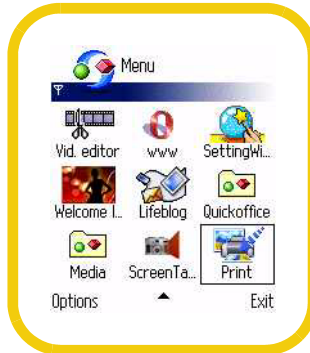 Menu
Vid. editor www SettingWi...
Welcome I... Lifeblog Quickoffice
Media ScreenTa... Print
Options Exit